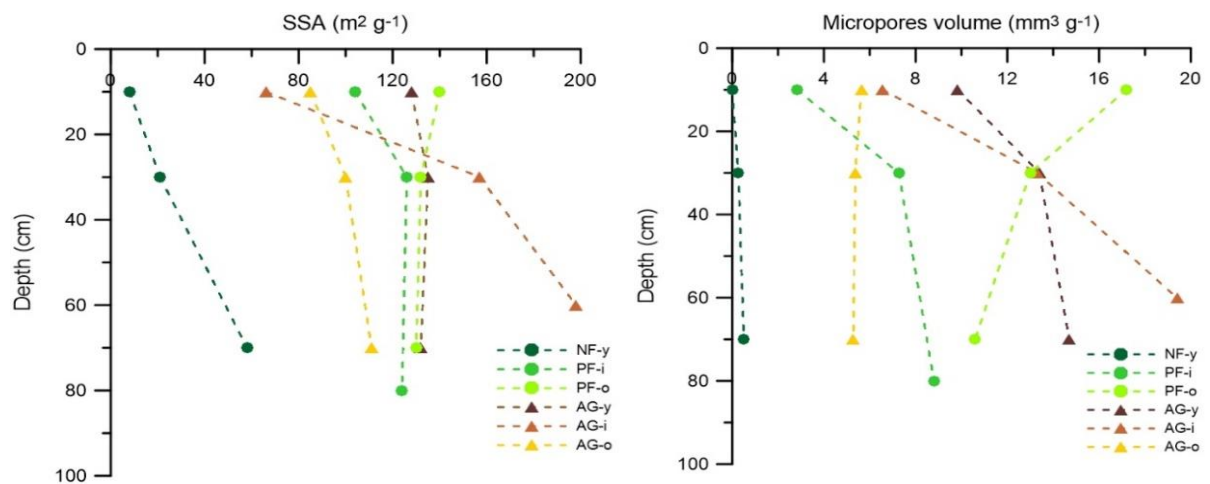 SSA (m2 g-1)
0 40 80 120 160 200
0
20
40
60
80
100
Depth (cm)
NF-y
PF-i
PF-o
AG-y
AG-i
AG-o
Micropores volume (mm3 g-1)
0 4 8 12 16 20
0
20
40
60
80
100
Depth (cm)
NF-y
PF-i
PF-o
AG-y
AG-i
AG-o